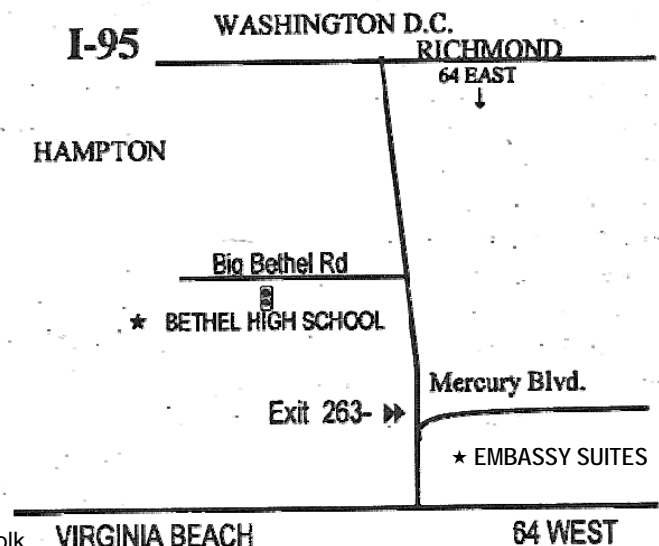 WASHINGTON D.C.
I-95
RICHMOND
64 EAST
HAMPTON
Big Bethel Rd
★ BETHEL HIGH SCHOOL
Mercury Blvd.
Exit 263-
★ EMBASSY SUITES
VIRGINIA BEACH
64 WEST